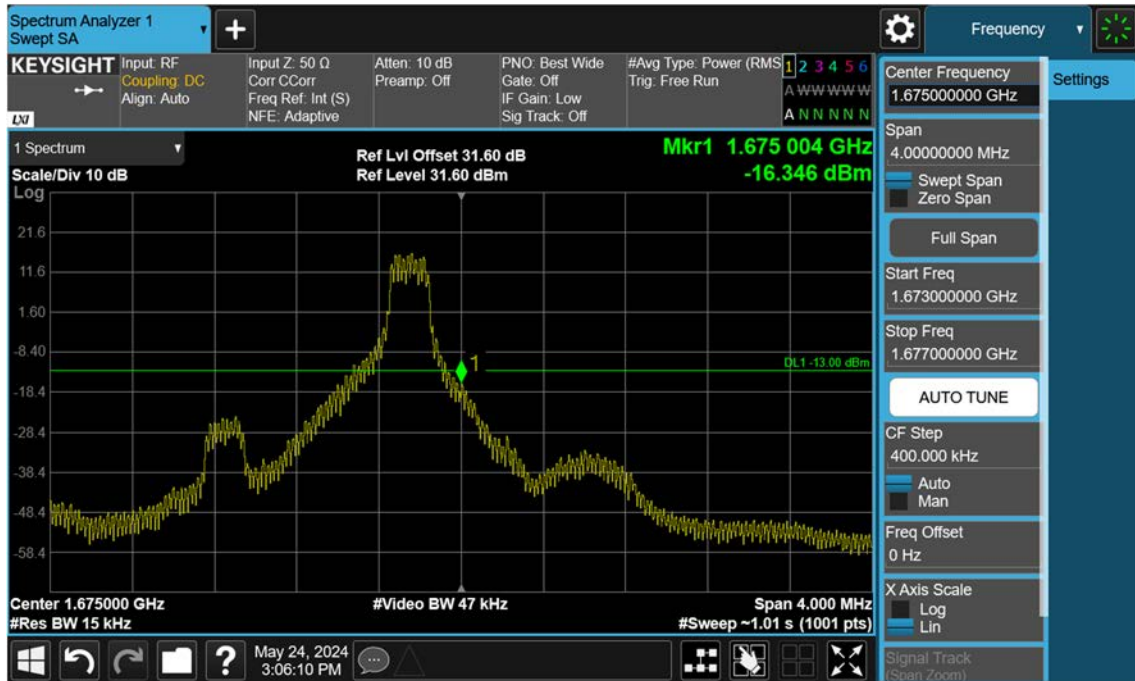 Spectrum Analyzer 1
Swept SA
+
Frequency
KEYSIGHT
LXI
Input: RF
Coupling: DC
Align: Auto
Input Z: 50 Ω
Corr CCorr
Freq Ref: Int (S)
NFE: Adaptive
Atten: 10 dB
Preamp: Off
PNO: Best Wide
Gate: Off
IF Gain: Low
Sig Track: Off
#Avg Type: Power (RMS
Trig: Free Run
1 2 3 4 5 6
A W W W W W
A N N N N N
1 Spectrum
Scale/Div 10 dB
Log
Ref Lvl Offset 31.60 dB
Ref Level 31.60 dBm
Mkr1 1.675 004 GHz
-16.346 dBm
21.6
11.6
1.60
-8.40
-18.4
-28.4
-38.4
-48.4
-58.4
1
DL1 -13.00 dBm
Center 1.675000 GHz
#Res BW 15 kHz
#Video BW 47 kHz
Span 4.000 MHz
#Sweep ~1.01 s (1001 pts)
Center Frequency
1.675000000 GHz
Span
4.00000000 MHz
Swept Span
Zero Span
Full Span
Start Freq
1.673000000 GHz
Stop Freq
1.677000000 GHz
AUTO TUNE
CF Step
400.000 kHz
Auto
Man
Freq Offset
0 Hz
X Axis Scale
Log
Lin
Signal Track
(Span Zoom)
Settings
?
May 24, 2024
3:06:10 PM